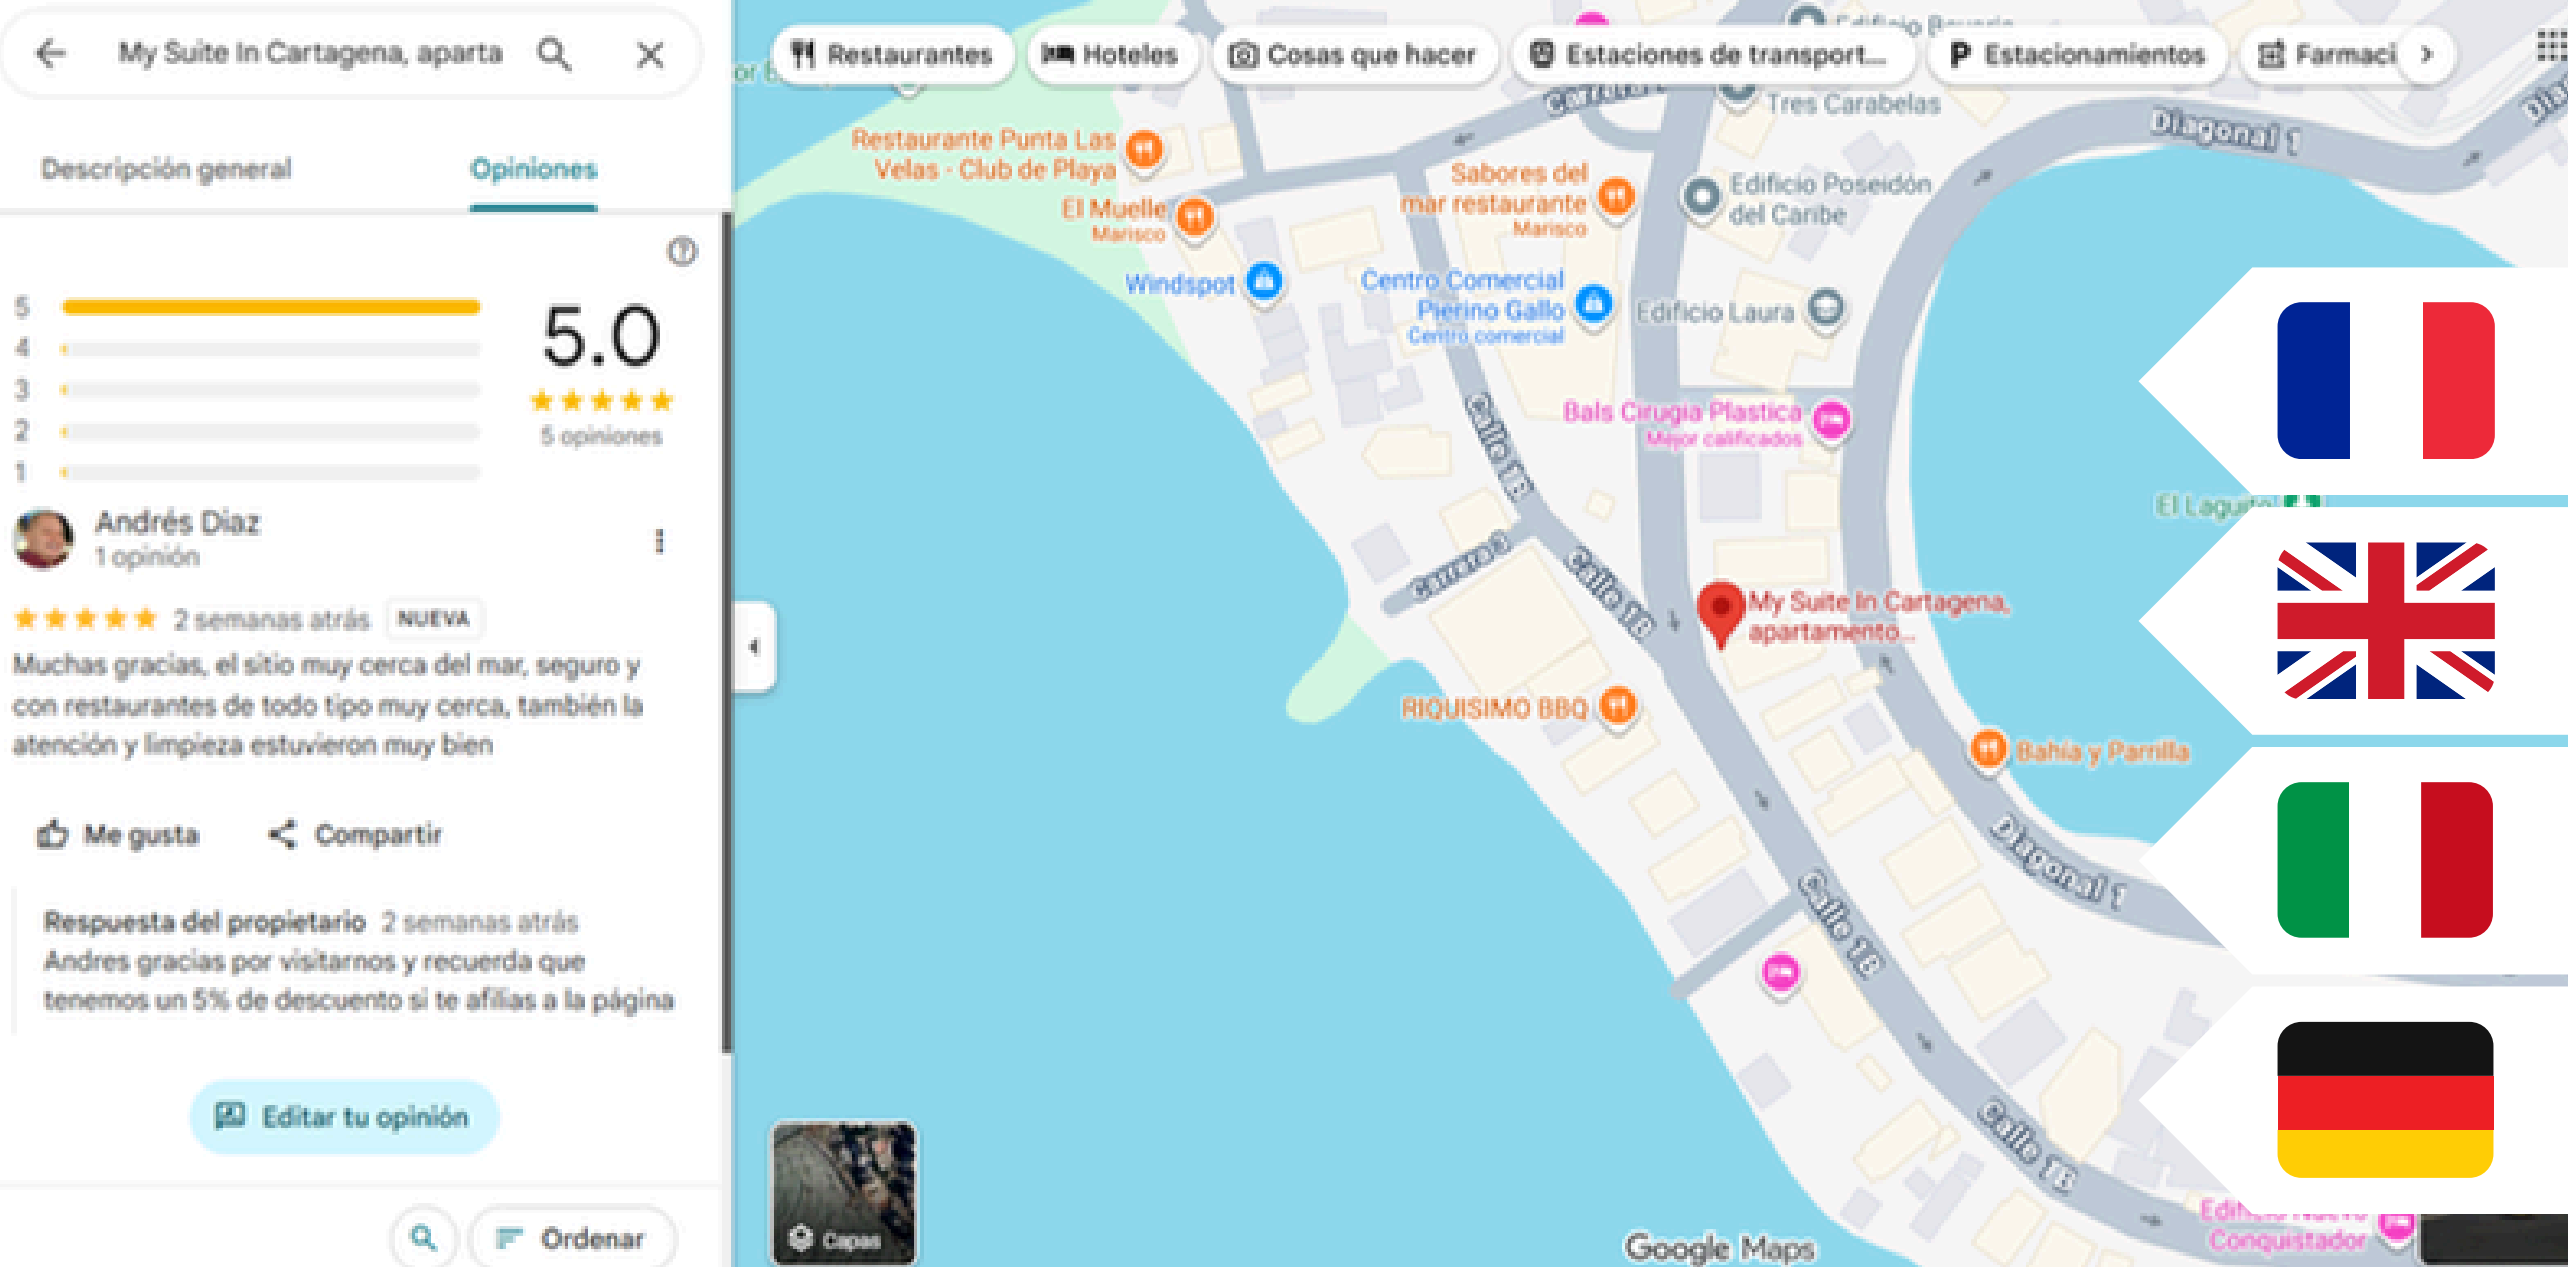 My Suite In Cartagena, aparta
Restaurantes
Hoteles
Cosas que hacer
Estaciones de transport...
Estacionamientos
Farmaci
Descripción general
Opiniones
5
4
3
2
1
5.0
5 opiniones
Andrés Diaz
1 opinión
2 semanas atrás
NUEVA
Muchas gracias, el sitio muy cerca del mar, seguro y
con restaurantes de todo tipo muy cerca, también la
atención y limpieza estuvieron muy bien
Me gusta
Compartir
Respuesta del propietario 2 semanas atrás
Andres gracias por visitarnos y recuerda que
tenemos un 5% de descuento si te afilias a la página
Editar tu opinión
Ordenar
Tres Carabelas
Diagonal 1
Restaurante Punta Las
Velas - Club de Playa
El Muelle
Marisco
Windspot
Sabores del
mar restaurante
Marisco
Edificio Poseidón
del Caribe
Centro Comercial
Pierino Gallo
Centro comercial
Edificio Laura
Bals Cirugia Plastica
Mejor calificados
Calle 1B
El Laguito
Carrera
Calle 1B
My Suite In Cartagena,
apartamento...
RIQUISIMO BBQ
Bahía y Parrilla
Diagonal 1
Calle 1B
Calle 1B
Conquistador
Capas
Google Maps